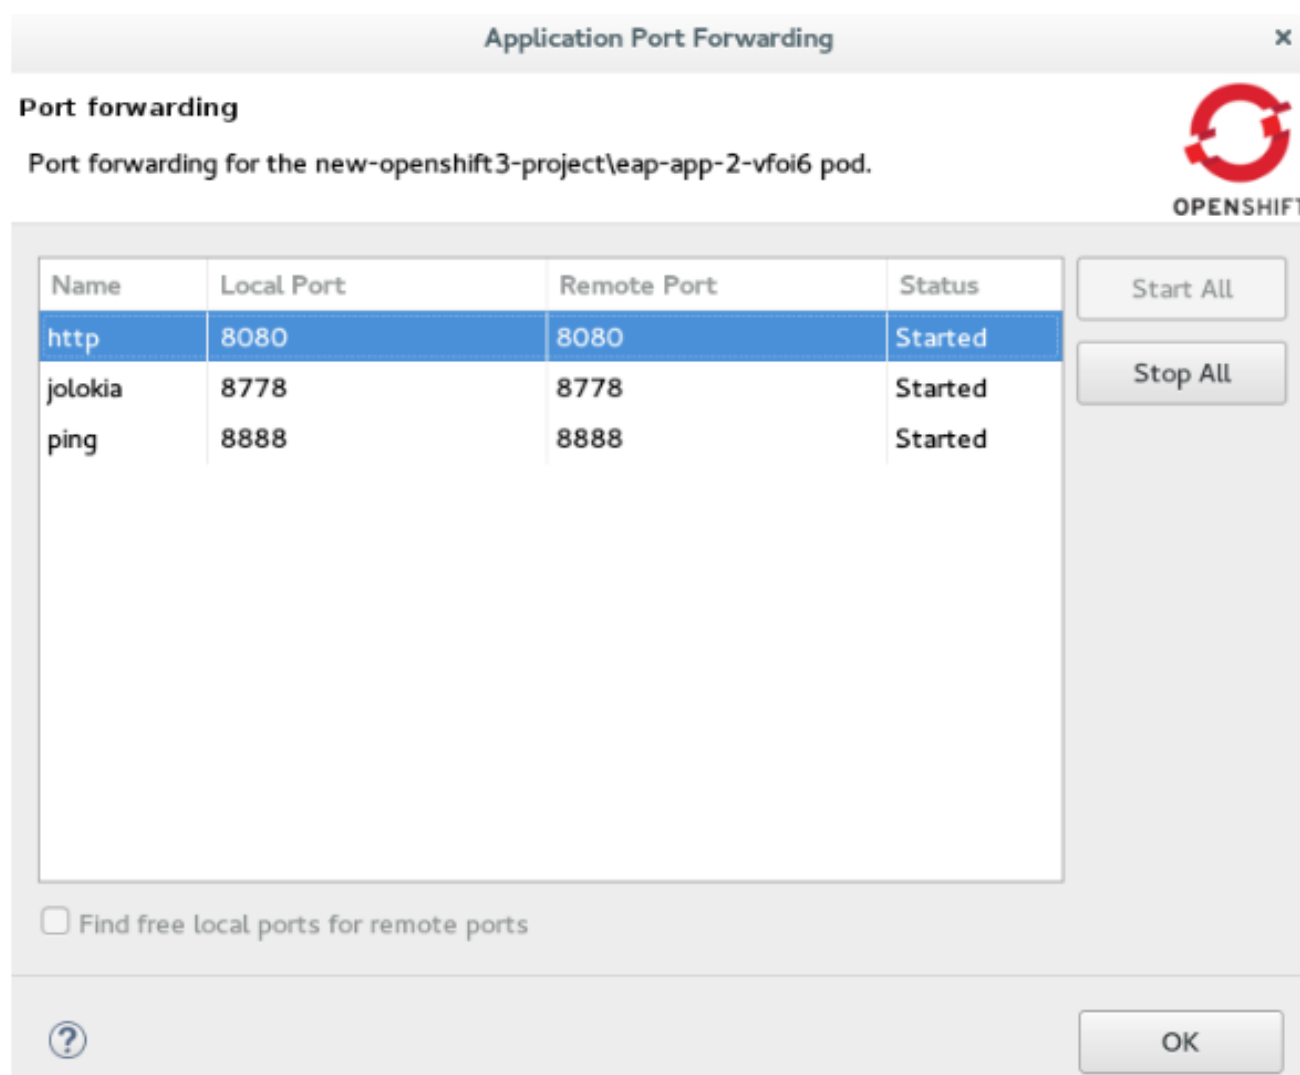 Application Port Forwarding
Port forwarding
Port forwarding for the new-openshift3-project\eap-app-2-vfoi6 pod.
OPENSHIFT
Name Local Port Remote Port Status
http 8080 8080 Started
jolokia 8778 8778 Started
ping 8888 8888 Started
Start All
Stop All
Find free local ports for remote ports
?
OK